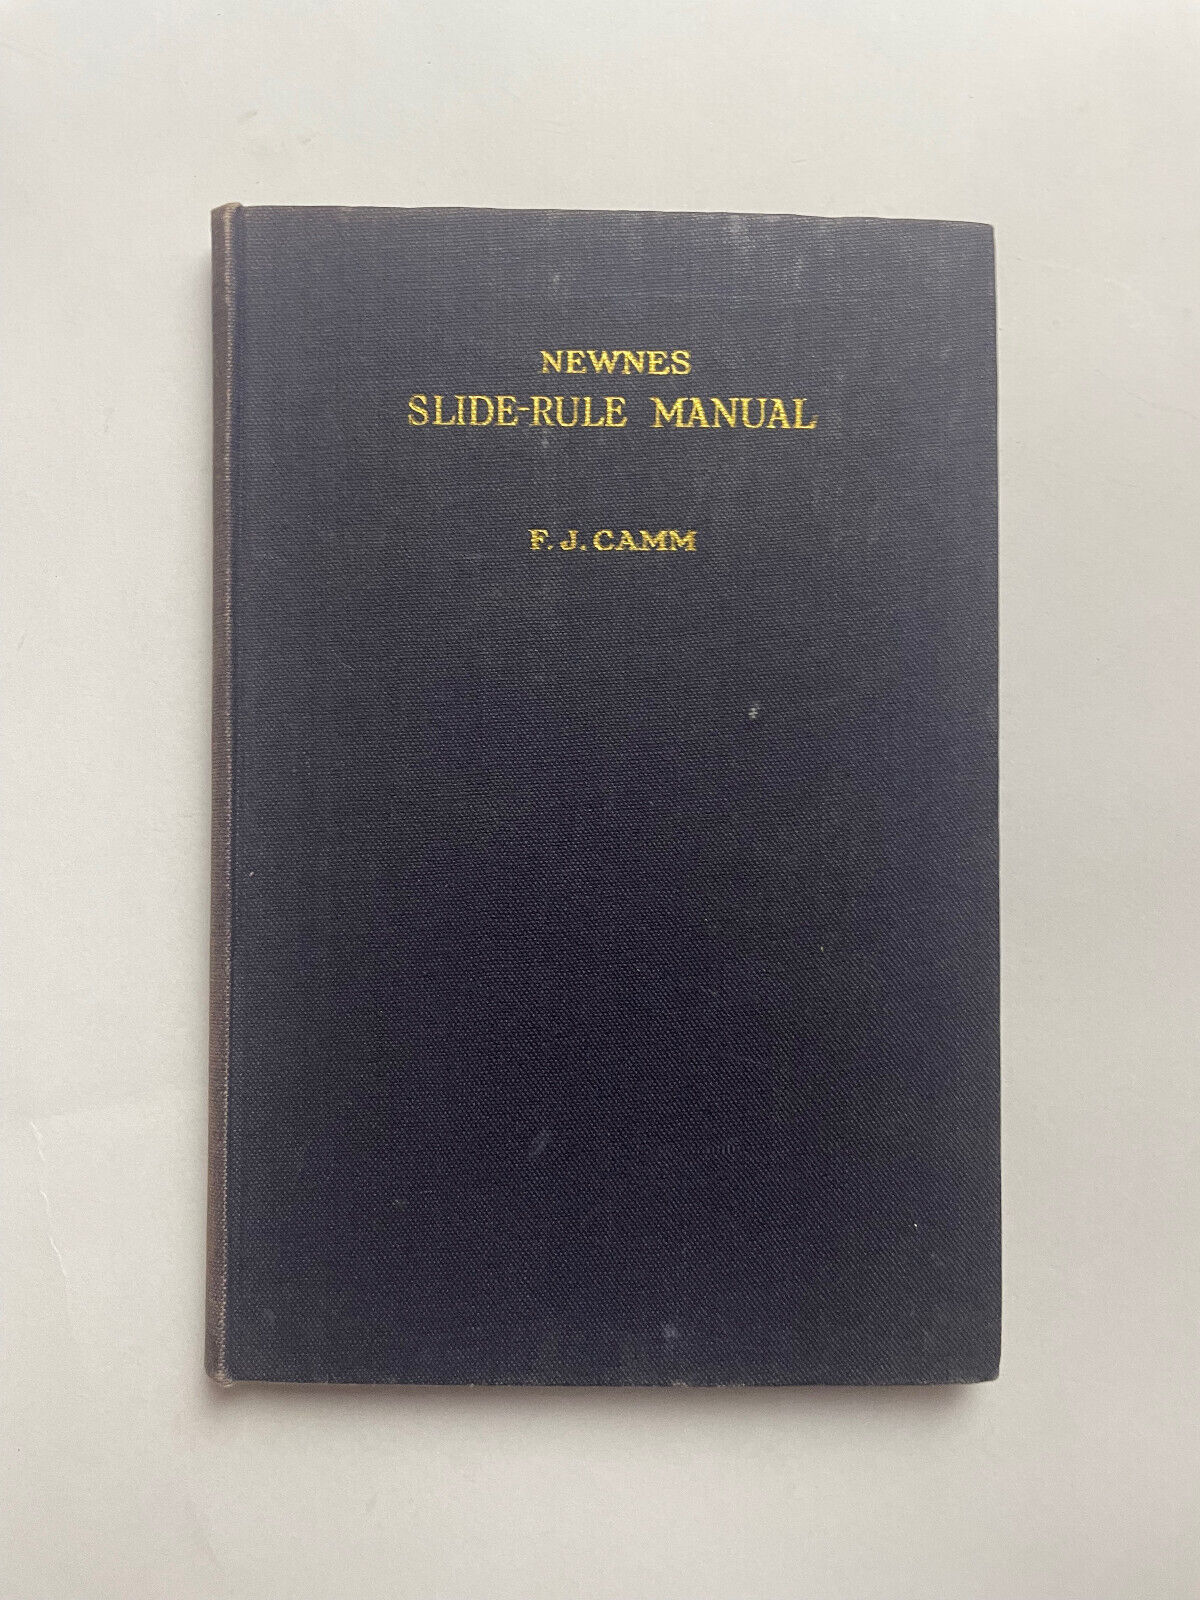 NEWNES
SLIDE-RULE MANUAL
F. J. CAMM